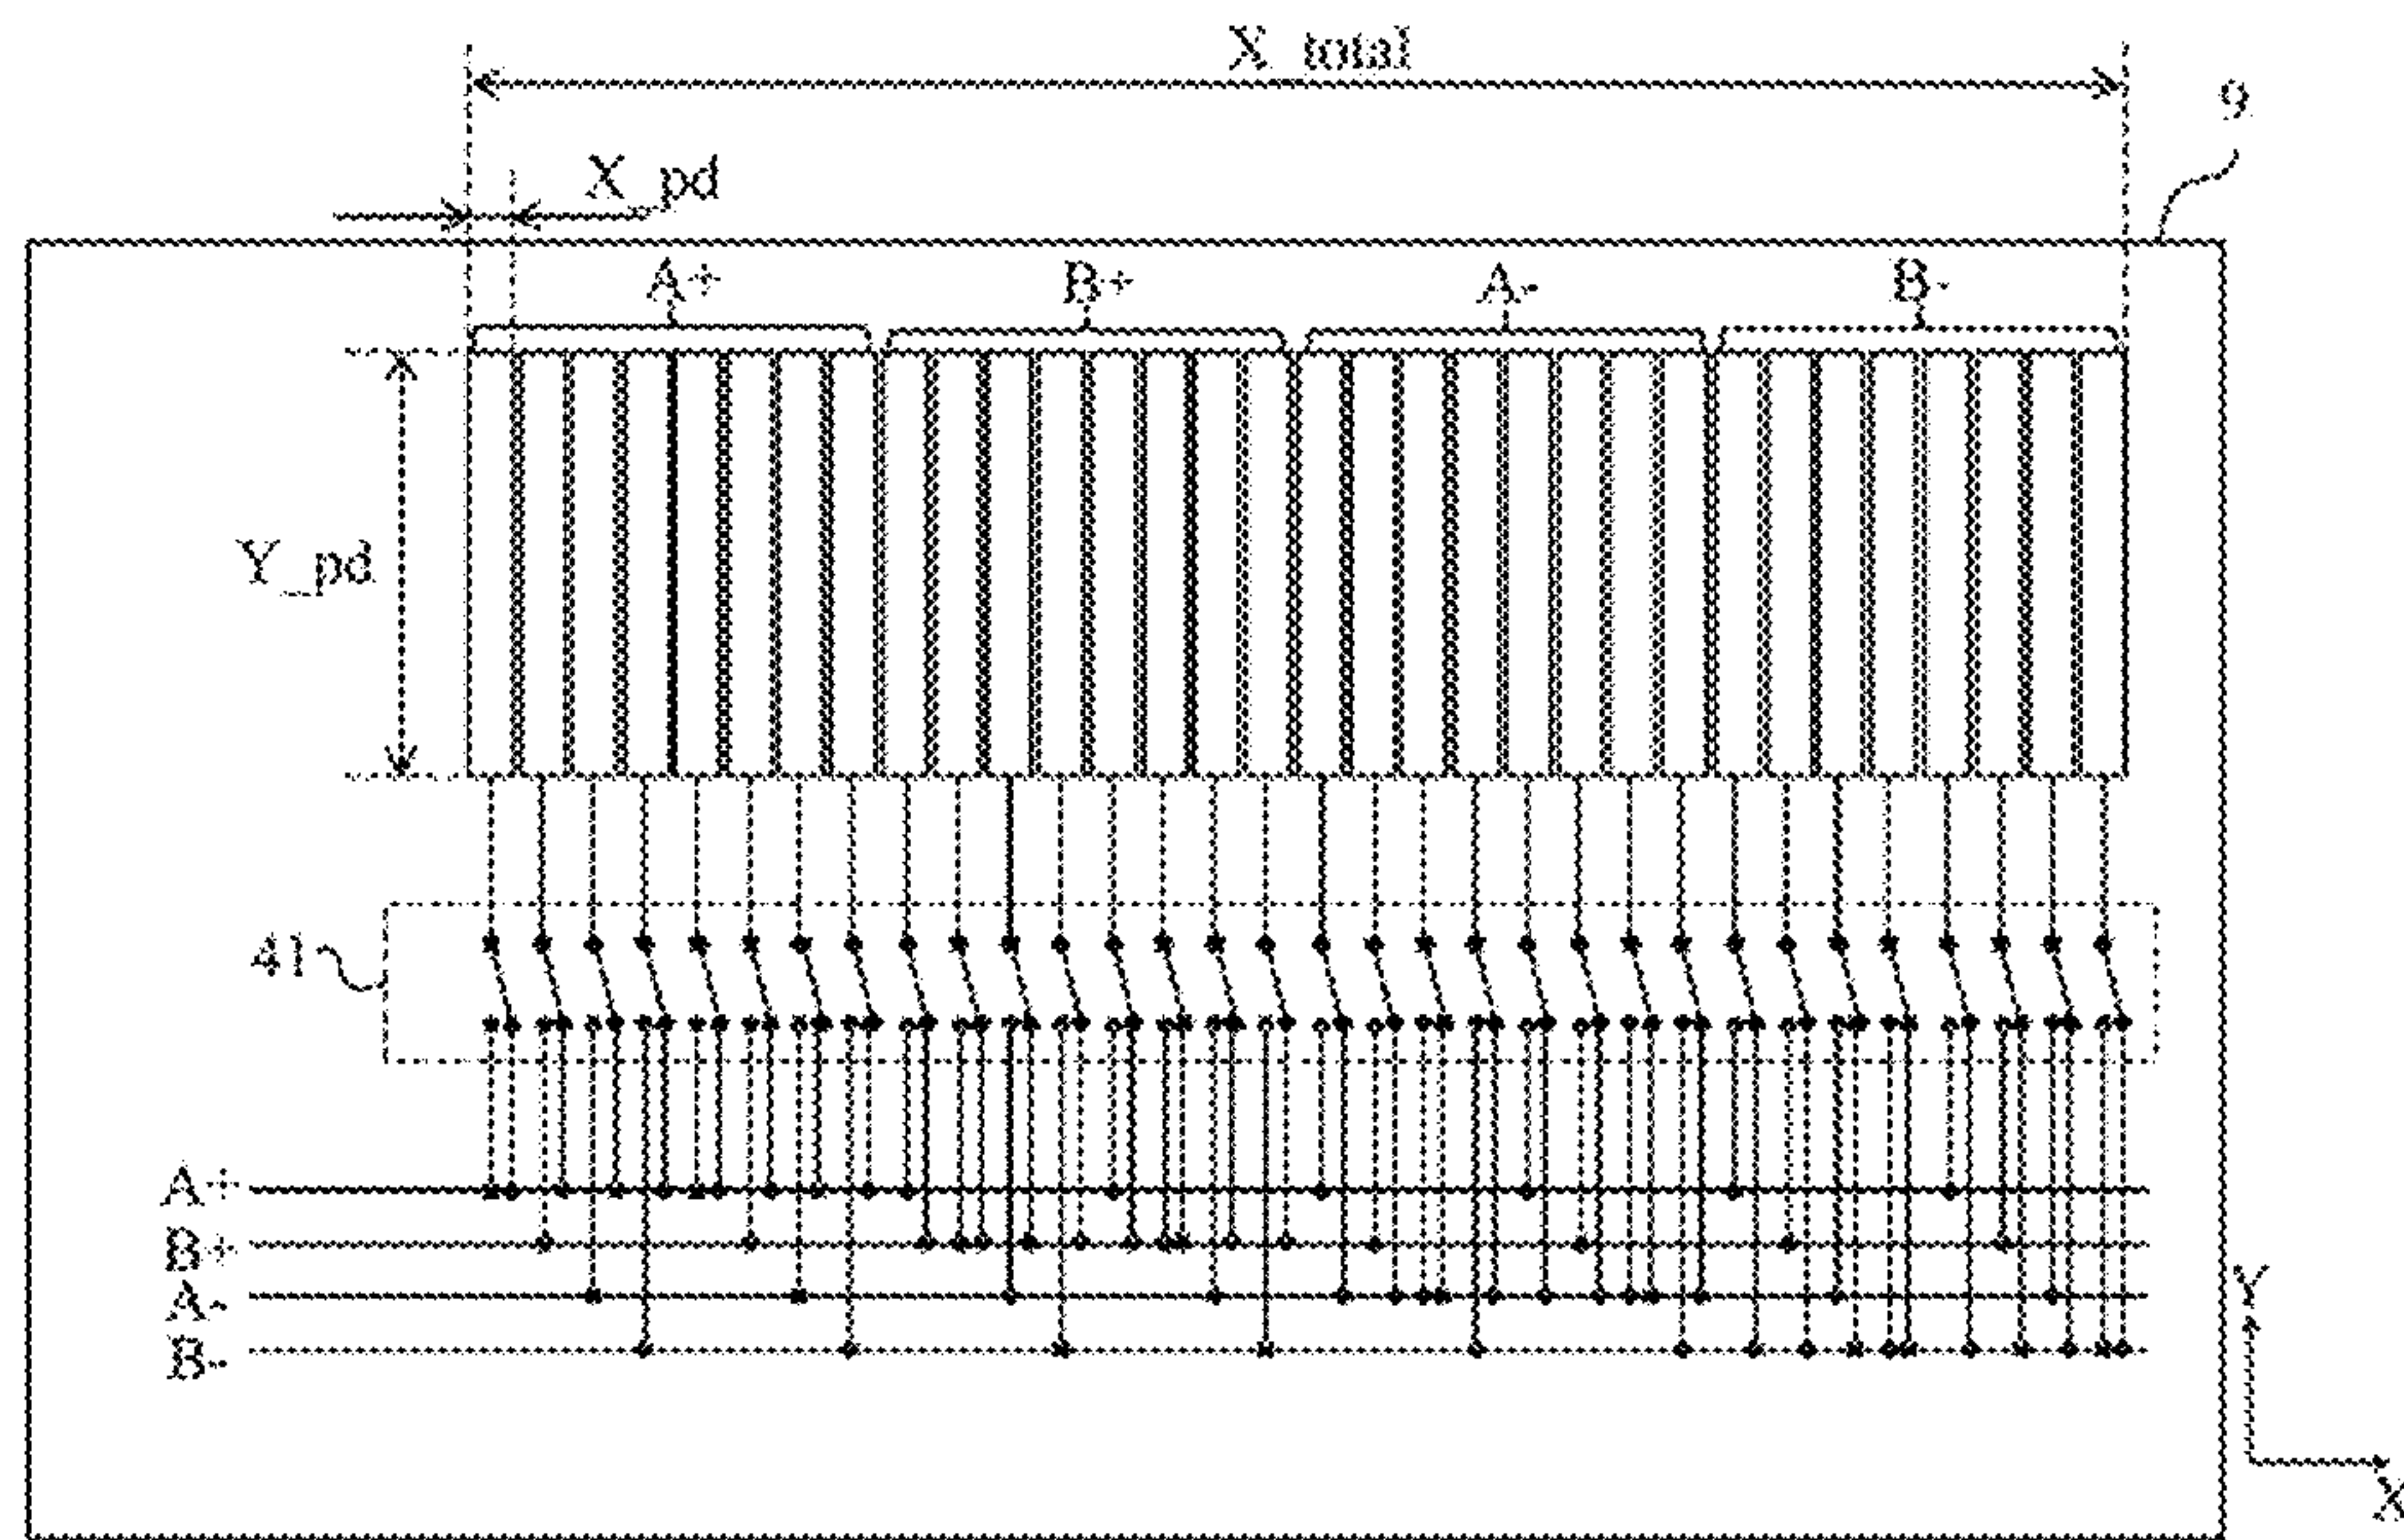 X_total
9
X_pd
A+ B+ A- B-
Y_pd
41
A+
B+
A-
B-
Y
X